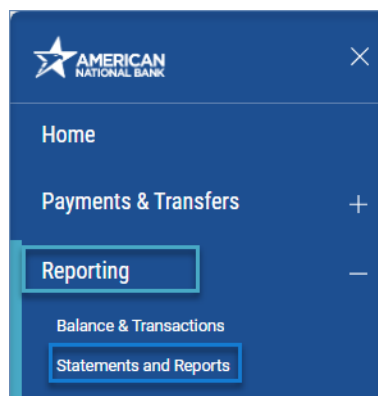 AMERICAN
NATIONAL BANK
Home
Payments & Transfers
Reporting
Balance & Transactions
Statements and Reports